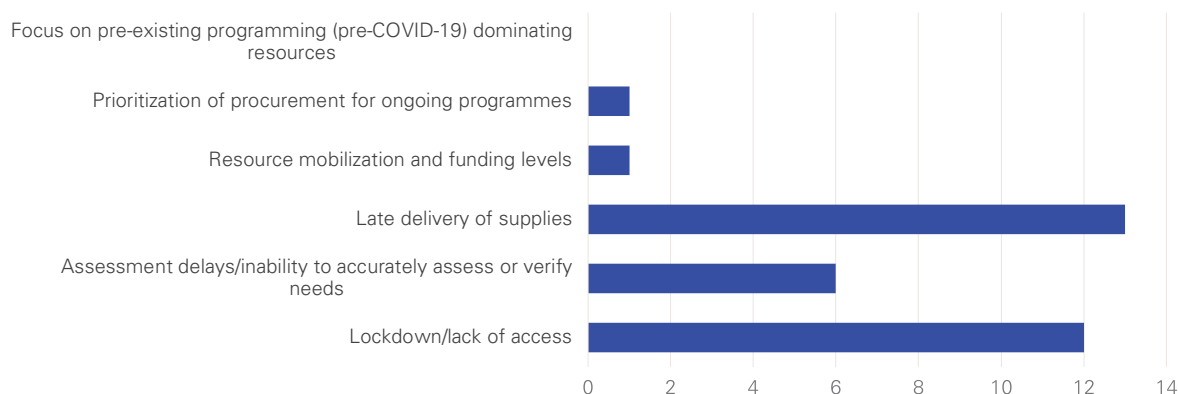 Focus on pre-existing programming (pre-COVID-19) dominating
resources
Prioritization of procurement for ongoing programmes
Resource mobilization and funding levels
Late delivery of supplies
Assessment delays/inability to accurately assess or verify
needs
Lockdown/lack of access
0 2 4 6 8 10 12 14